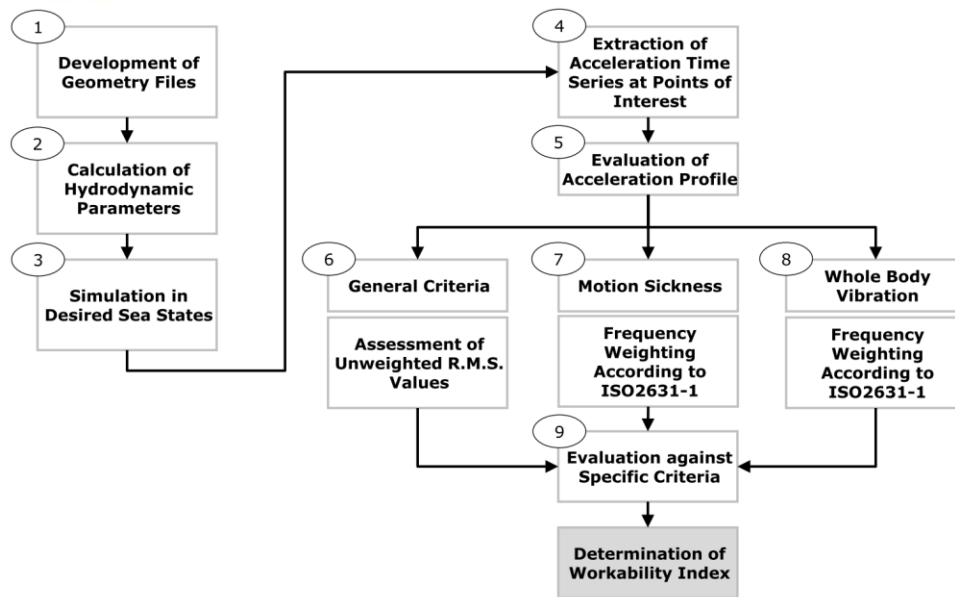 1
Development of
Geometry Files
2
Calculation of
Hydrodynamic
Parameters
3
Simulation in
Desired Sea States
4
Extraction of
Acceleration Time
Series at Points of
Interest
5
Evaluation of
Acceleration Profile
6
General Criteria
Assessment of
Unweighted R.M.S.
Values
7
Motion Sickness
Frequency
Weighting
According to
ISO2631-1
8
Whole Body
Vibration
Frequency
Weighting
According to
ISO2631-1
9
Evaluation against
Specific Criteria
Determination of
Workability Index